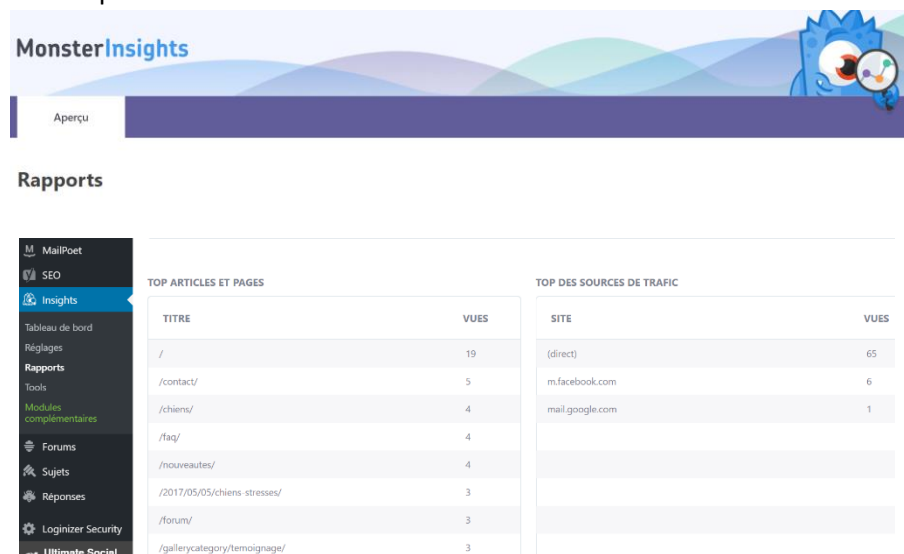 MonsterInsights
Aperçu
Rapports
MailPoet
SEO
Insights
Tableau de bord
Réglages
Rapports
Tools
Modules
complémentaires
Forums
Sujets
Réponses
Loginizer Security
Ultimate Social
TOP ARTICLES ET PAGES
TITRE VUES
/ 19
/contact/ 5
/chiens/ 4
/faq/ 4
/nouveautes/ 4
/2017/05/05/chiens-stresses/ 3
/forum/ 3
/gallerycategory/temoignage/ 3
TOP DES SOURCES DE TRAFIC
SITE VUES
(direct) 65
m.facebook.com 6
mail.google.com 1